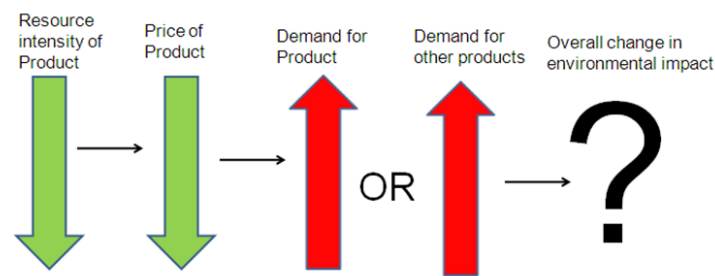 Resource
intensity of
Product
Price of
Product
Demand for
Product
OR
Demand for
other products
Overall change in
environmental impact
?